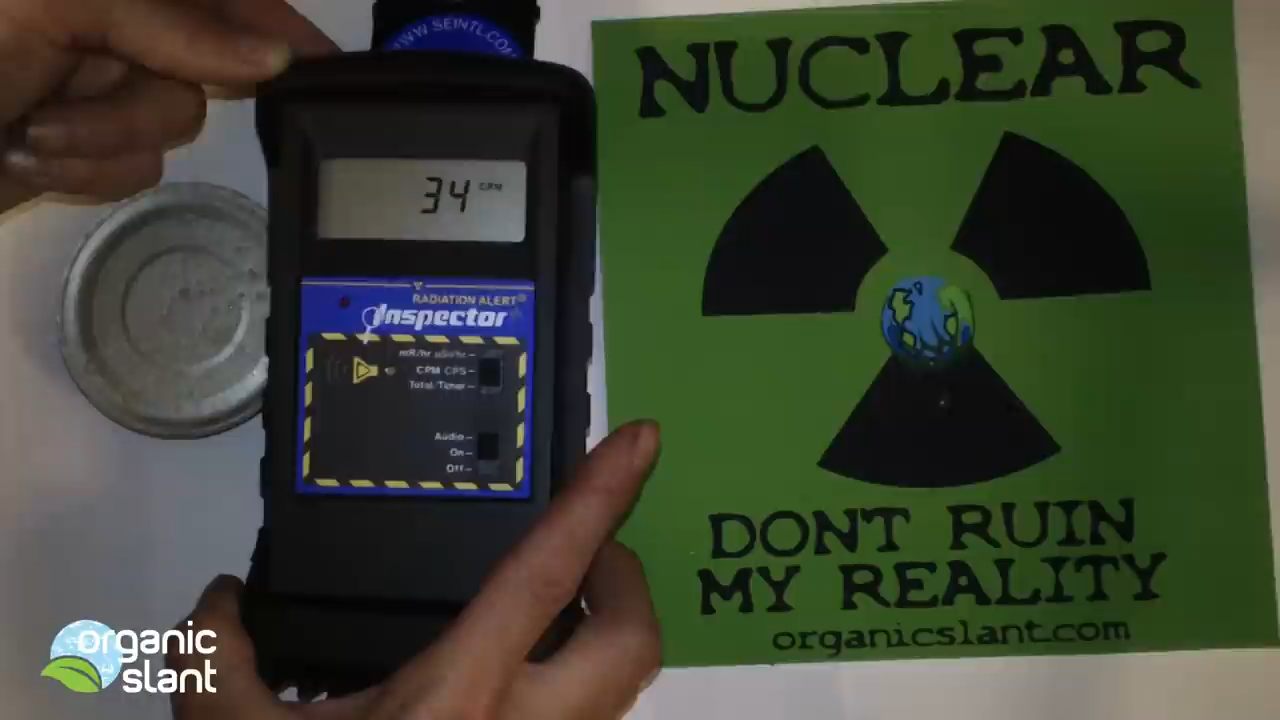 WWW.SEINTL.COM
34 CPM
RADIATION ALERT®
Inspector
mR/hr µSv/hr
CPM CPS
Total/Timer
Audio
On
Off
NUCLEAR
DON'T RUIN
MY REALITY
organicslant.com
organic
slant